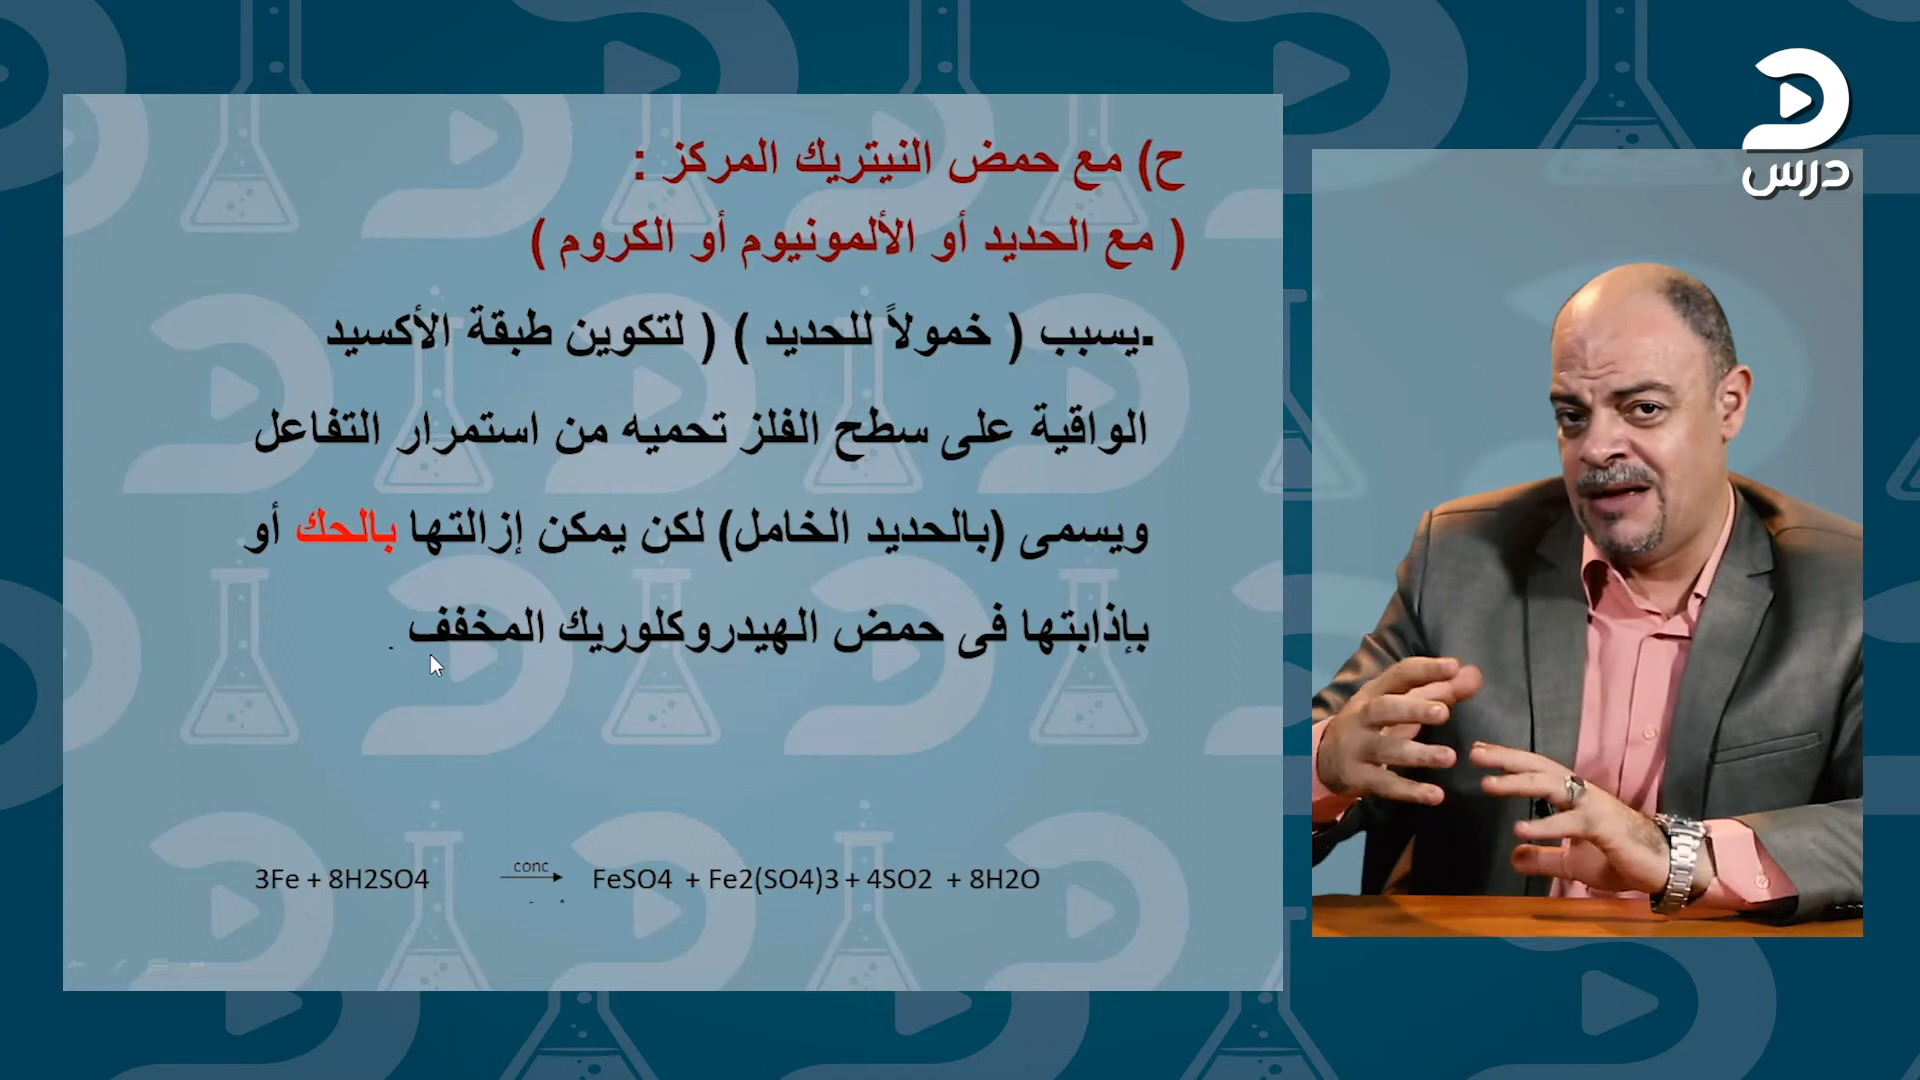 درس
ح) مع حمض النيتريك المركز :
( مع الحديد أو الألمونيوم أو الكروم )
▪يسبب ( خمولاً للحديد ) ( لتكوين طبقة الأكسيد
الواقية على سطح الفلز تحميه من استمرار التفاعل
ويسمى (بالحديد الخامل) لكن يمكن إزالتها بالحك أو
بإذابتها فى حمض الهيدروكلوريك المخفف .
3Fe + 8H2SO4 conc → FeSO4 + Fe2(SO4)3 + 4SO2 + 8H2O